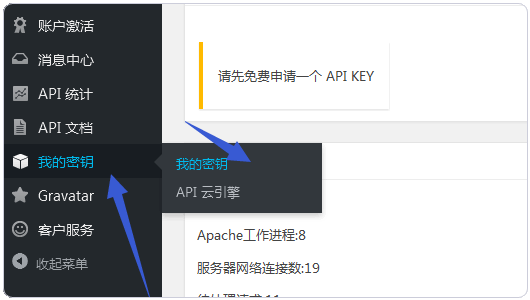 账户激活
消息中心
API 统计
API 文档
我的密钥
Gravatar
客户服务
收起菜单
请先免费申请一个 API KEY
我的密钥
API 云引擎
Apache工作进程:8
服务器网络连接数:19